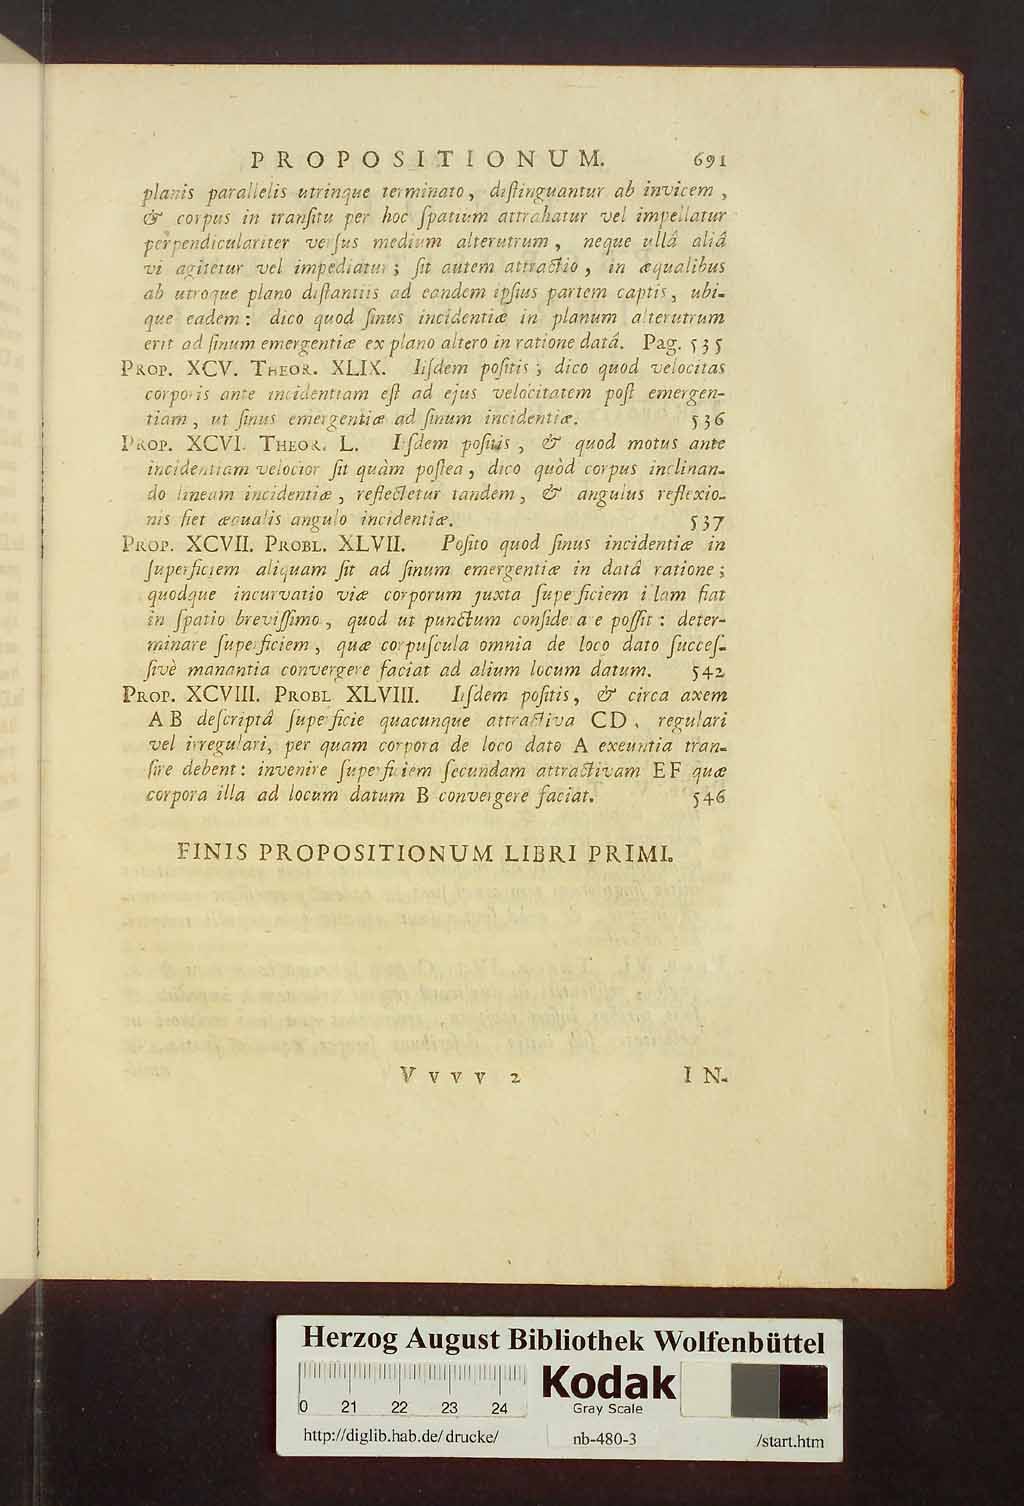 PROPOSITIONUM. 691
planis parallelis utrinque terminato, diſtinguantur ab invicem,
& corpus in tranſitu per hoc ſpatium attrahatur vel impellatur
perpendiculariter verſus medium alterutrum, neque ullâ aliâ
vi agitetur vel impediatur; ſit autem attractio, in æqualibus
ab utroque plano diſtantiis ad eandem ipſius partem captis, ubi-
que eadem: dico quod ſinus incidentiæ in planum alterutrum
erit ad ſinum emergentiæ ex plano altero in ratione datâ. Pag. 535
PROP. XCV. THEOR. XLIX. Iiſdem poſitis; dico quod velocitas
corporis ante incidentiam eſt ad ejus velocitatem poſt emergen-
tiam, ut ſinus emergentiæ ad ſinum incidentiæ. 536
PROP. XCVI. THEOR. L. Iiſdem poſitis, & quod motus ante
incidentiam velocior ſit quàm poſtea, dico quòd corpus inclinan-
do lineam incidentiæ, reflectetur tandem, & angulus reflexio-
nis fiet æqualis angulo incidentiæ. 537
PROP. XCVII. PROBL. XLVII. Poſito quod ſinus incidentiæ in
ſuperficiem aliquam ſit ad ſinum emergentiæ in datâ ratione;
quodque incurvatio viæ corporum juxta ſuperficiem illam fiat
in ſpatio breviſſimo, quod ut punctum conſiderare poſſit: deter-
minare ſuperficiem, quæ corpuſcula omnia de loco dato ſucceſ-
ſivè manantia convergere faciat ad alium locum datum. 542
PROP. XCVIII. PROBL XLVIII. Iiſdem poſitis, & circa axem
AB deſcriptâ ſuperficie quacunque attractiva CD, regulari
vel irregulari, per quam corpora de loco dato A exeuntia tran-
ſire debent: invenire ſuperficiem ſecundam attractivam EF quæ
corpora illa ad locum datum B convergere faciat. 546
FINIS PROPOSITIONUM LIBRI PRIMI.
Vvvv 2 IN-
Herzog August Bibliothek Wolfenbüttel
0 21 22 23 24
Kodak
Gray Scale
http://diglib.hab.de/drucke/ nb-480-3 /start.htm